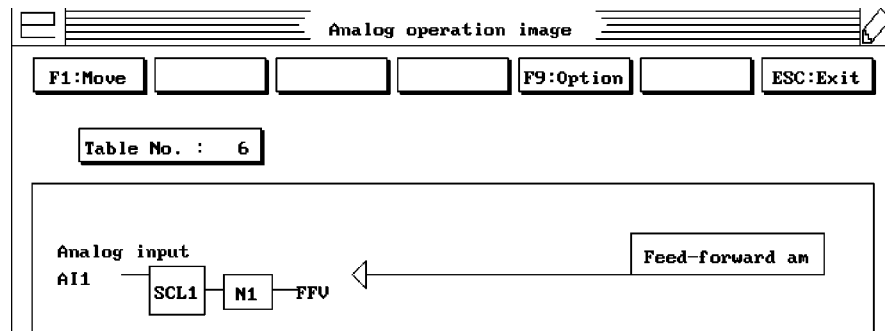 Analog operation image
F1:Move F9:Option ESC:Exit
Table No. : 6
Analog input
Feed-forward am
AI1
SCL1 N1 FFV